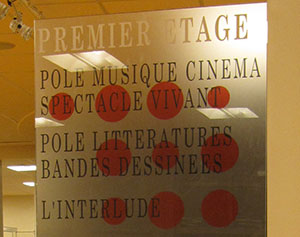 PREMIER ETAGE
POLE MUSIQUE CINEMA
SPECTACLE VIVANT
POLE LITTERATURES
BANDES DESSINEES
L'INTERLUDE